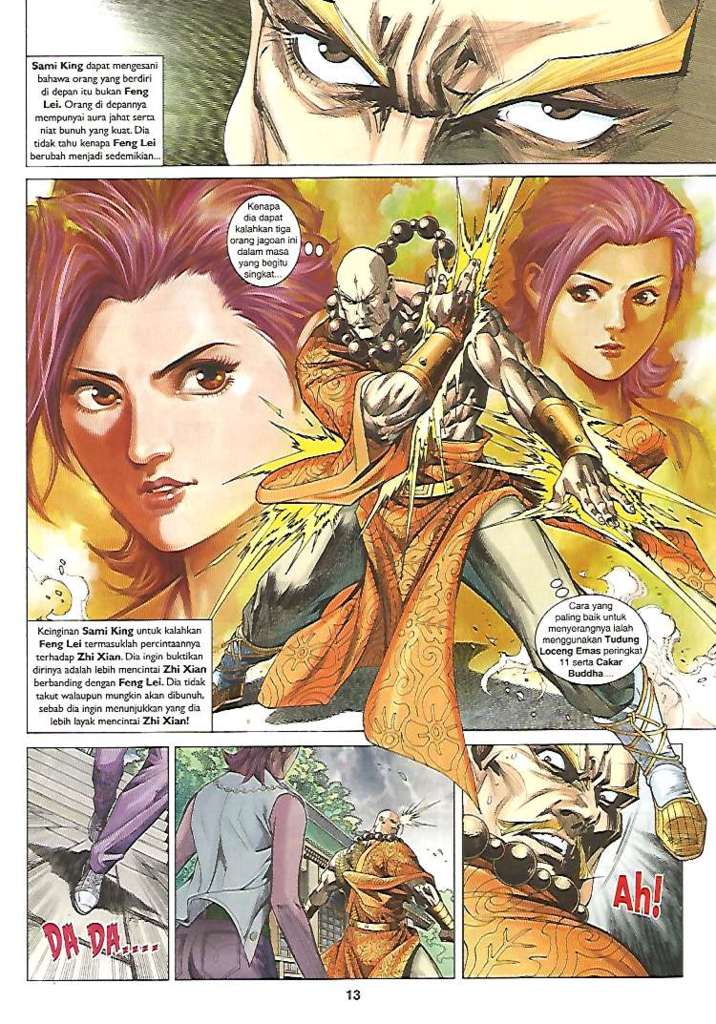 Sami King dapat mengesani
bahawa orang yang berdiri
di depan itu bukan Feng
Lei. Orang di depannya
mempunyai aura jahat serta
niat bunuh yang kuat. Dia
tidak tahu kenapa Feng Lei
berubah menjadi sedemikian...
Kenapa
dia dapat
kalahkan tiga
orang jagoan ini
dalam masa
yang begitu
singkat...
Cara yang
paling baik untuk
menyerangnya ialah
menggunakan Tudung
Loceng Emas peringkat
11 serta Cakar
Buddha....
Keinginan Sami King untuk kalahkan
Feng Lei termasuklah percintaannya
terhadap Zhi Xian. Dia ingin buktikan
dirinya adalah lebih mencintai Zhi Xian
berbanding dengan Feng Lei. Dia tidak
takut walaupun mungkin akan dibunuh,
sebab dia ingin menunjukkan yang dia
lebih layak mencintai Zhi Xian!
DA DA....
Ah!
13